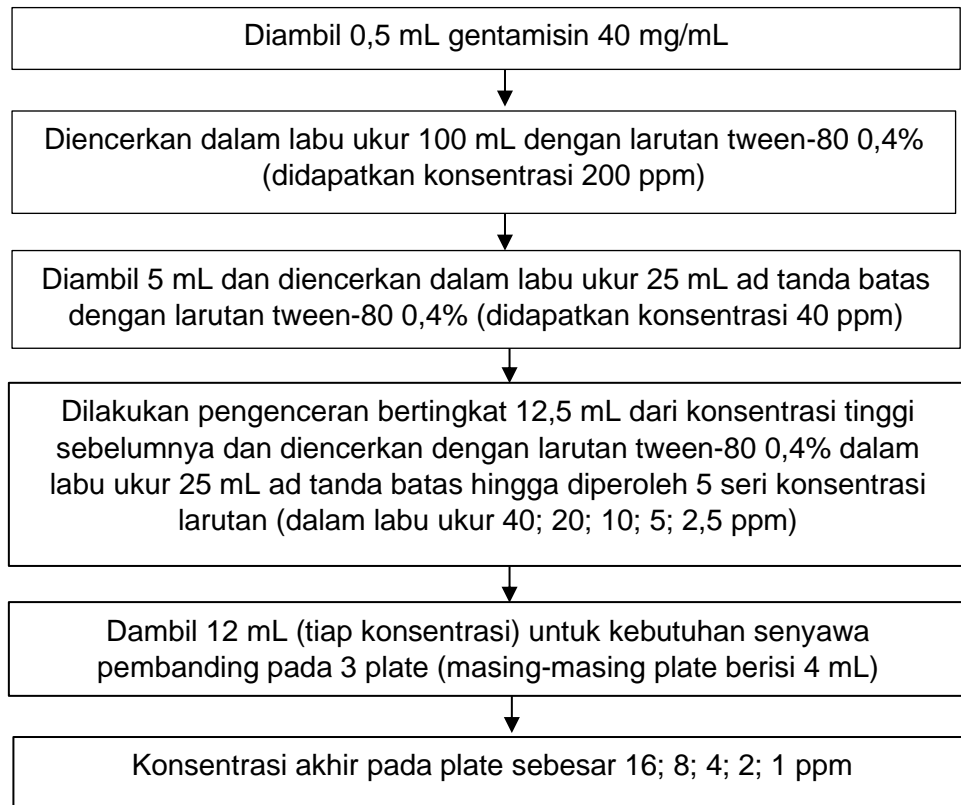 Diambil 0,5 mL gentamisin 40 mg/mL
Diencerkan dalam labu ukur 100 mL dengan larutan tween-80 0,4%
(didapatkan konsentrasi 200 ppm)
Diambil 5 mL dan diencerkan dalam labu ukur 25 mL ad tanda batas
dengan larutan tween-80 0,4% (didapatkan konsentrasi 40 ppm)
Dilakukan pengenceran bertingkat 12,5 mL dari konsentrasi tinggi
sebelumnya dan diencerkan dengan larutan tween-80 0,4% dalam
labu ukur 25 mL ad tanda batas hingga diperoleh 5 seri konsentrasi
larutan (dalam labu ukur 40; 20; 10; 5; 2,5 ppm)
Dambil 12 mL (tiap konsentrasi) untuk kebutuhan senyawa
pembanding pada 3 plate (masing-masing plate berisi 4 mL)
Konsentrasi akhir pada plate sebesar 16; 8; 4; 2; 1 ppm